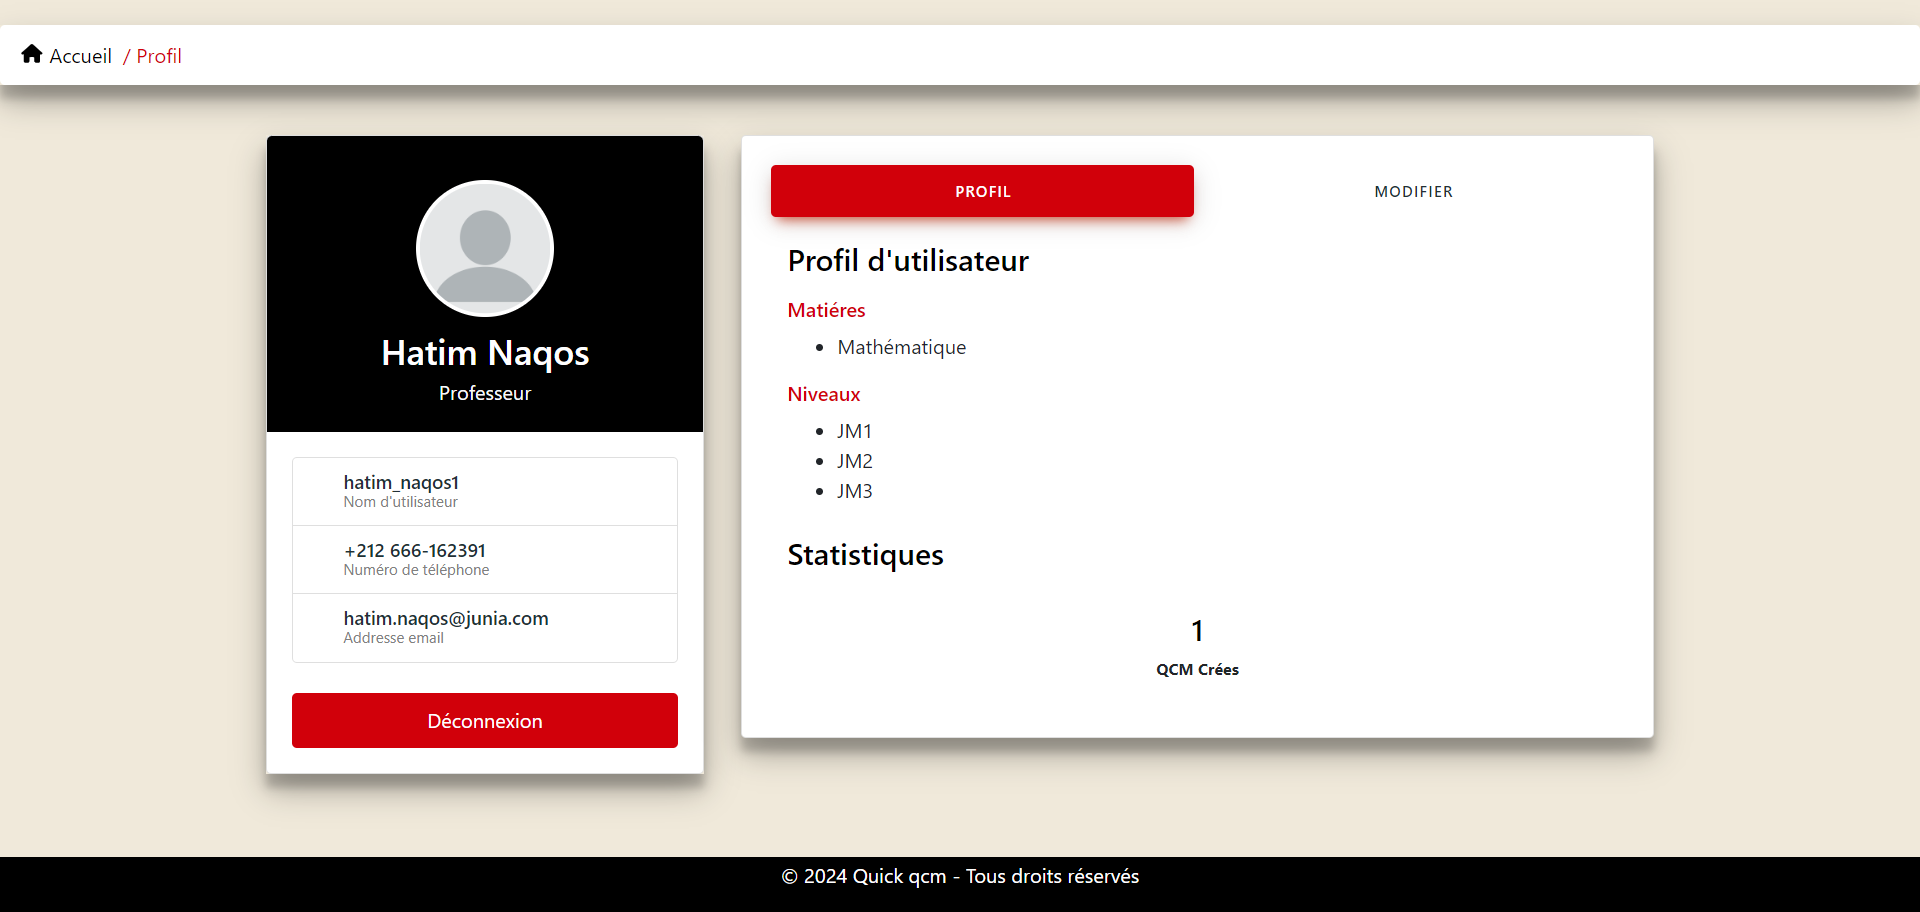 Accueil / Profil
Hatim Naqos
Professeur
hatim_naqos1
Nom d'utilisateur
+212 666-162391
Numéro de téléphone
hatim.naqos@junia.com
Addresse email
Déconnexion
PROFIL
MODIFIER
Profil d'utilisateur
Matiéres
Mathématique
Niveaux
JM1
JM2
JM3
Statistiques
1
QCM Crées
© 2024 Quick qcm - Tous droits réservés